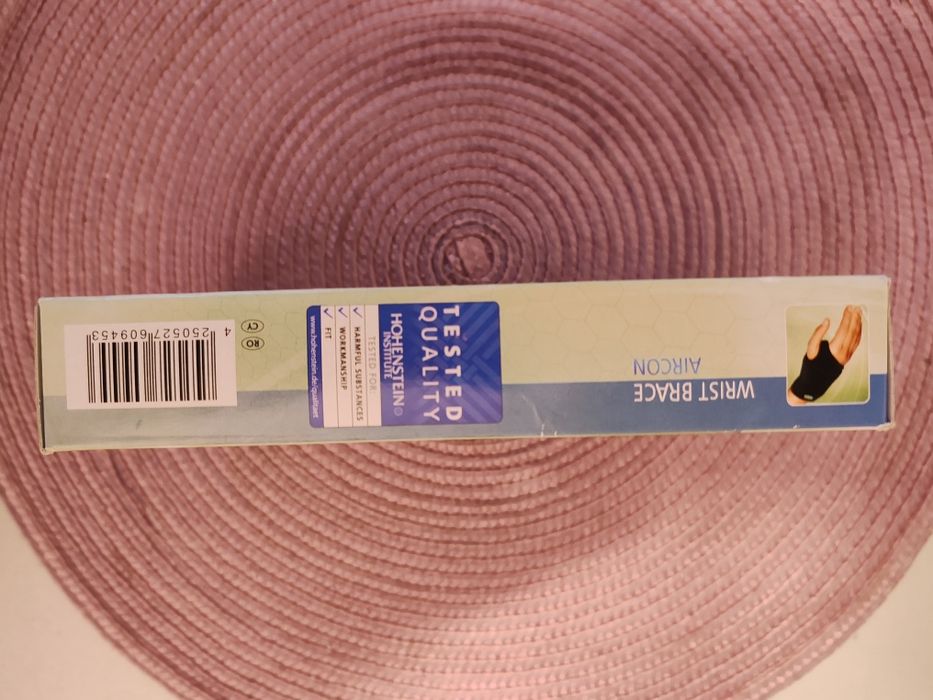 WRIST BRACE
AIRCON
TESTED
QUALITY
HOHENSTEIN
INSTITUTE
TESTED FOR:
✓ HARMFUL SUBSTANCES
✓ WORKMANSHIP
✓ FIT
www.hohenstein.de/qualitaet
RO
CY
4 250527 609453